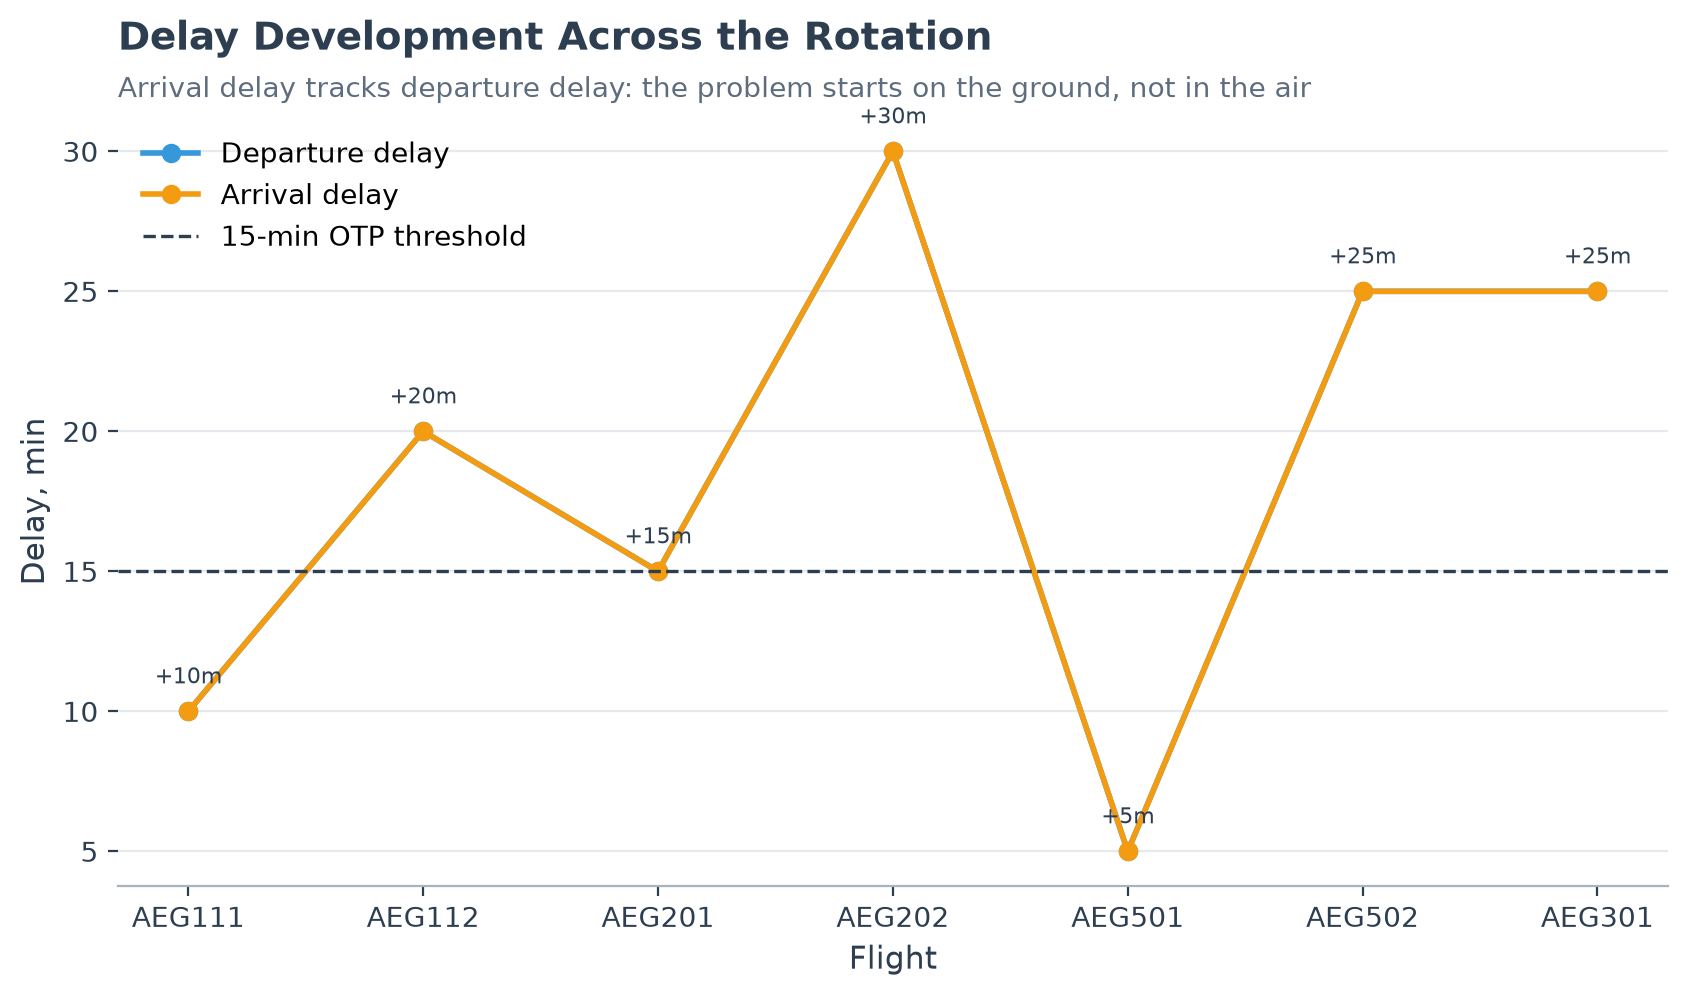 Delay Development Across the Rotation
Arrival delay tracks departure delay: the problem starts on the ground, not in the air
Departure delay
Arrival delay
15-min OTP threshold
+10m
+20m
+15m
+30m
+5m
+25m
+25m
Delay, min
30
25
20
15
10
5
AEG111 AEG112 AEG201 AEG202 AEG501 AEG502 AEG301
Flight